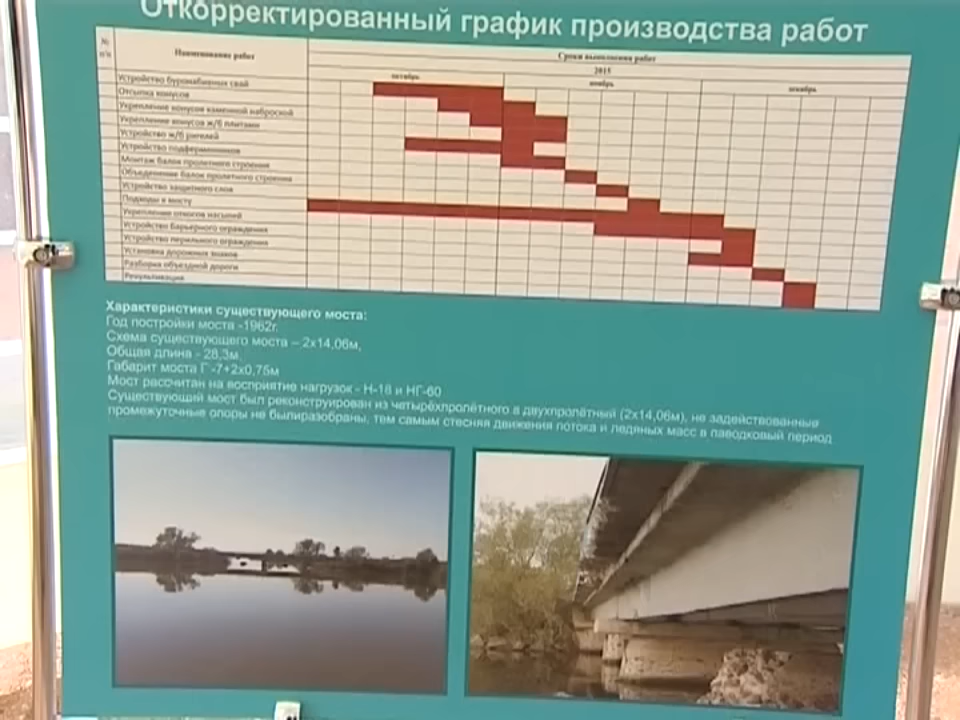 Откорректированный график производства работ
№ п/п
Наименование работ
Сроки выполнения работ
2015
октябрь
ноябрь
декабрь
Устройство буронабивных свай
Отсыпка конусов
Укрепление конусов каменной наброской
Укрепление конусов ж/б плитами
Устройство ж/б ригелей
Устройство подферменников
Монтаж балок пролетного строения
Объединение балок пролетного строения
Устройство защитного слоя
Подходы к мосту
Укрепление откосов насыпей
Устройство барьерного ограждения
Устройство перильного ограждения
Установка дорожных знаков
Разборка объездной дороги
Рекультивация
Характеристики существующего моста:
Год постройки моста -1962г.
Схема существующего моста – 2х14,06м,
Общая длина - 28,3м,
Габарит моста Г -7+2х0,75м
Мост рассчитан на восприятие нагрузок - Н-18 и НГ-60
Существующий мост был реконструирован из четырёхпролётного в двухпролётный (2х14,06м), не задействованные
промежуточные опоры не былиразобраны, тем самым стесняя движения потока и ледяных масс в паводковый период